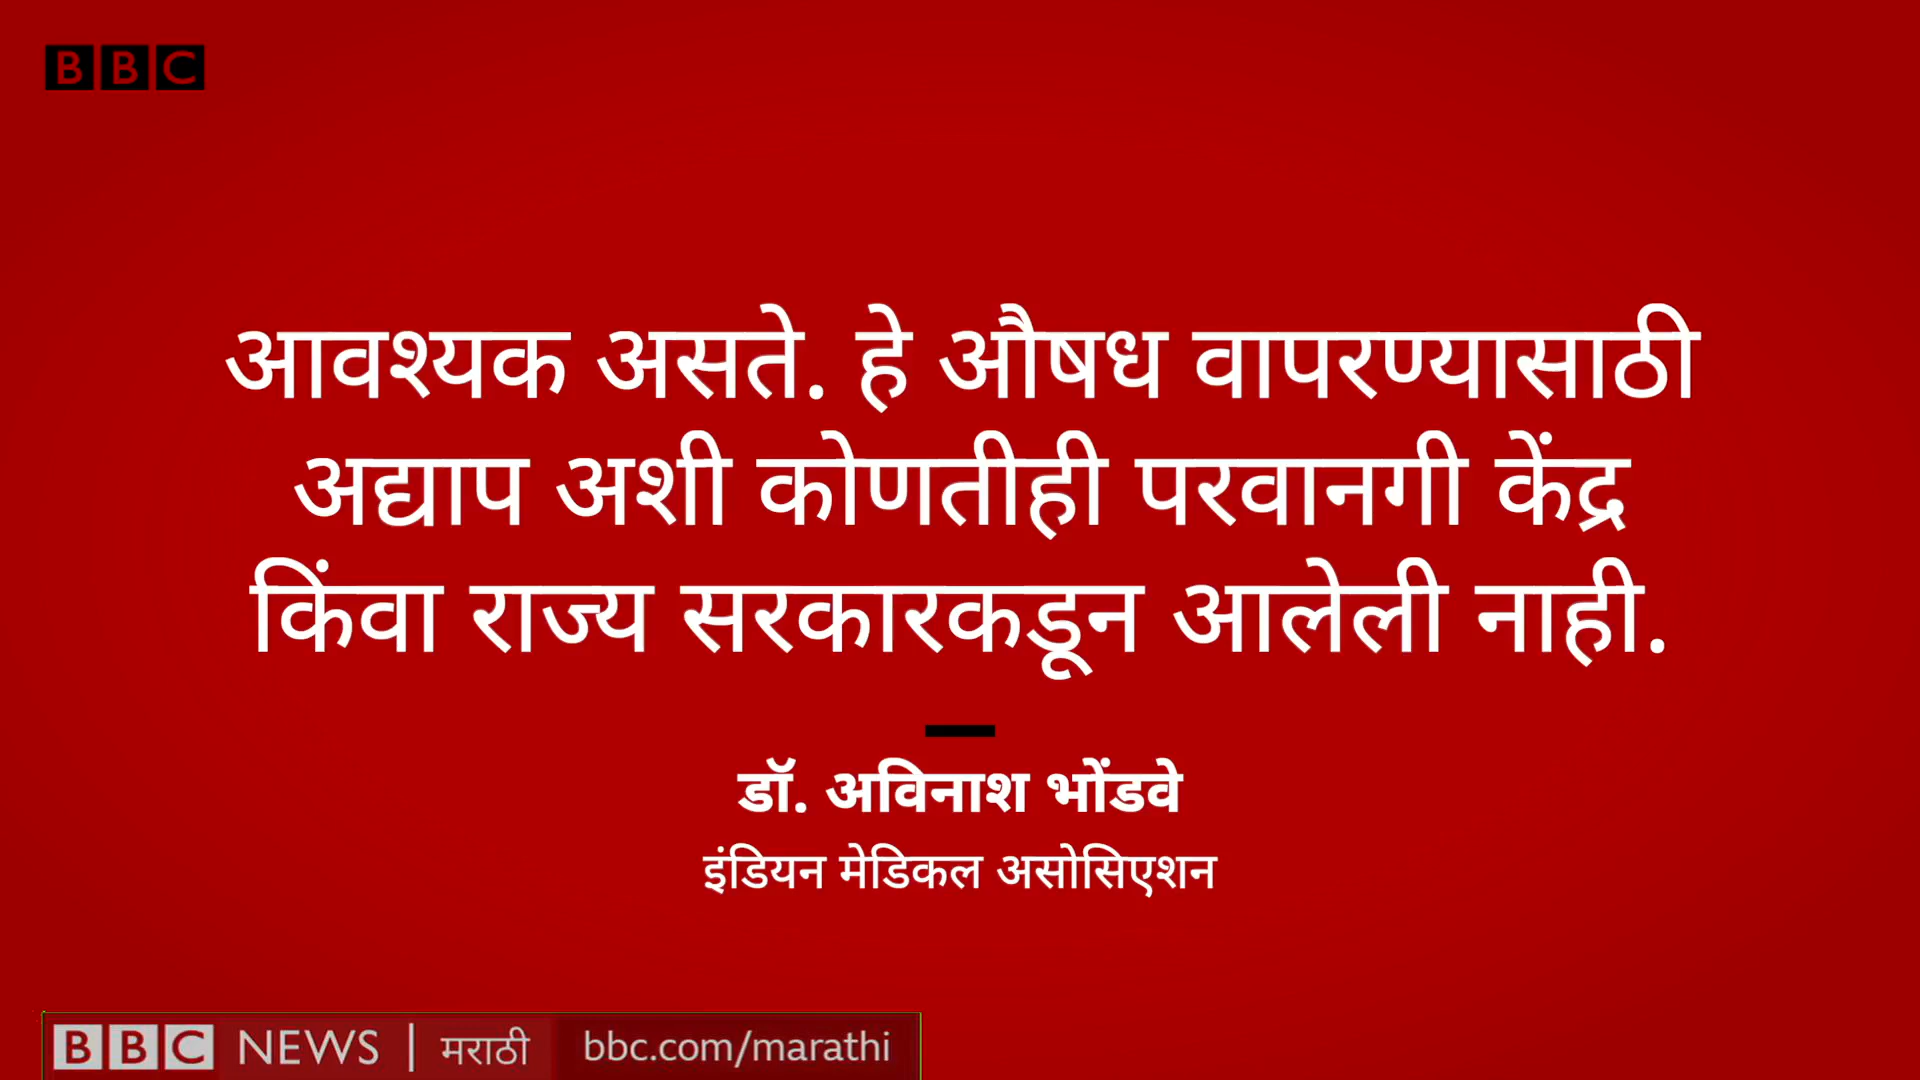 BBC
आवश्यक असते. हे औषध वापरण्यासाठी
अद्याप अशी कोणतीही परवानगी केंद्र
किंवा राज्य सरकारकडून आलेली नाही.
डॉ. अविनाश भोंडवे
इंडियन मेडिकल असोसिएशन
BBC NEWS | मराठी bbc.com/marathi